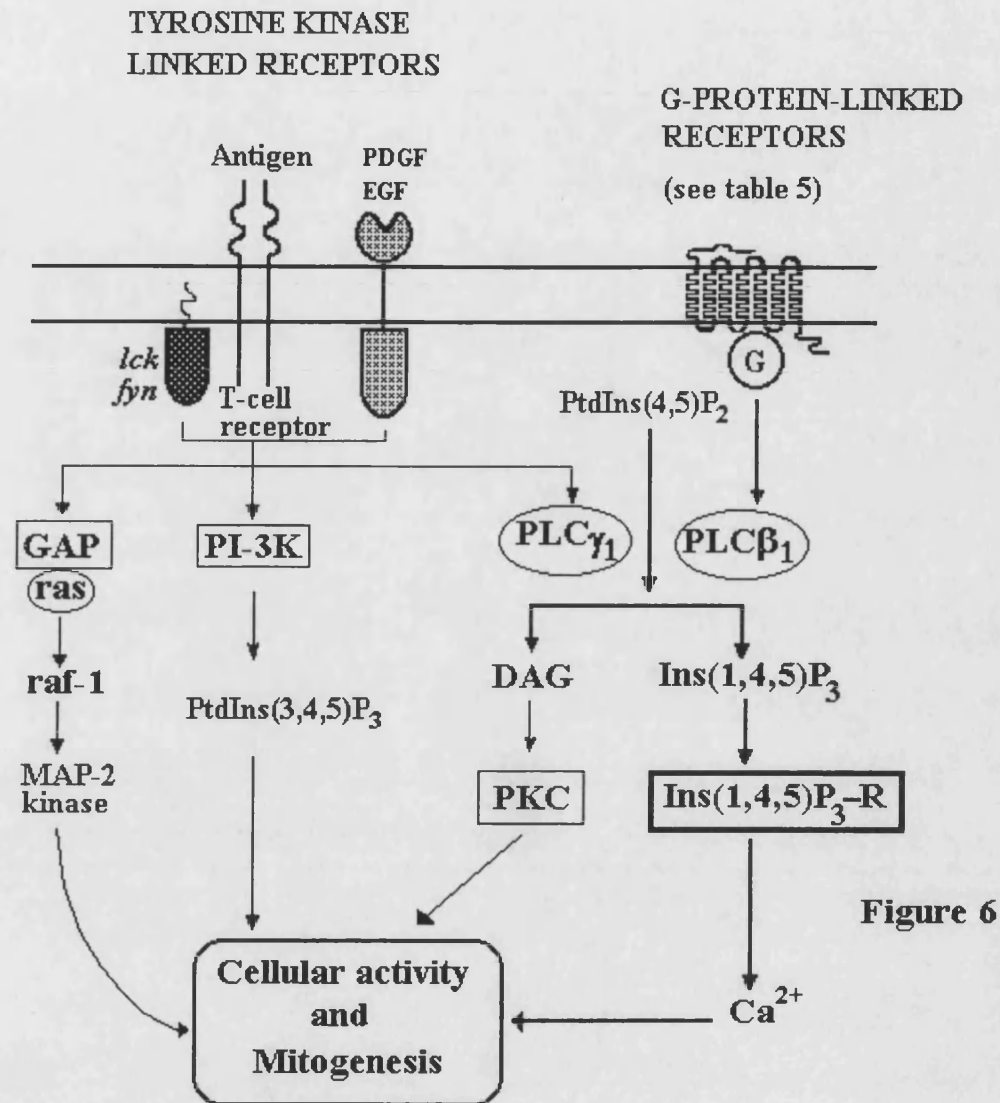 TYROSINE KINASE
LINKED RECEPTORS
G-PROTEIN-LINKED
RECEPTORS
(see table 5)
Antigen
PDGF
EGF
lck
fyn
T-cell
receptor
G
PtdIns(4,5)P2
GAP
ras
PI-3K
PLCγ1
PLCβ1
raf-1
PtdIns(3,4,5)P3
DAG
Ins(1,4,5)P3
MAP-2
kinase
PKC
Ins(1,4,5)P3–R
Figure 6
Cellular activity
and
Mitogenesis
Ca2+